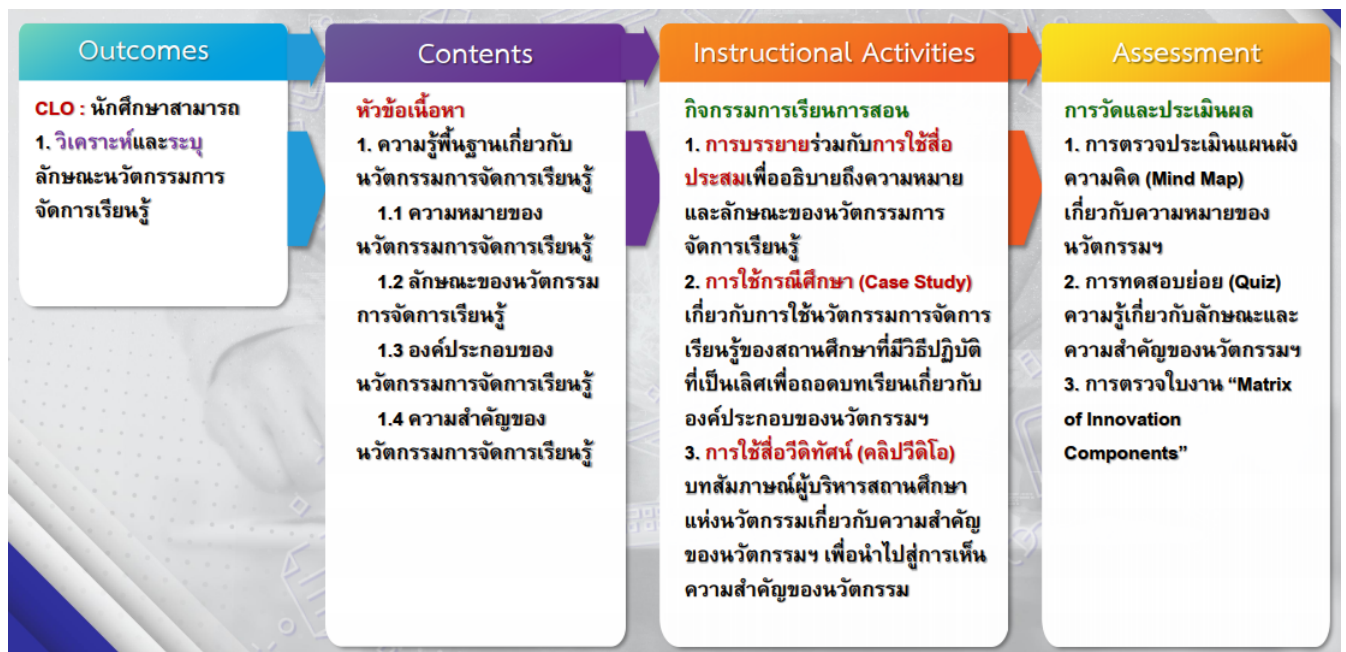 Outcomes
CLO : นักศึกษาสามารถ
1. วิเคราะห์และระบุ
ลักษณะนวัตกรรมการ
จัดการเรียนรู้
Contents
หัวข้อเนื้อหา
1. ความรู้พื้นฐานเกี่ยวกับ
นวัตกรรมการจัดการเรียนรู้
1.1 ความหมายของ
นวัตกรรมการจัดการเรียนรู้
1.2 ลักษณะของนวัตกรรม
การจัดการเรียนรู้
1.3 องค์ประกอบของ
นวัตกรรมการจัดการเรียนรู้
1.4 ความสำคัญของ
นวัตกรรมการจัดการเรียนรู้
Instructional Activities
กิจกรรมการเรียนการสอน
1. การบรรยายร่วมกับการใช้สื่อ
ประสมเพื่ออธิบายถึงความหมาย
และลักษณะของนวัตกรรมการ
จัดการเรียนรู้
2. การใช้กรณีศึกษา (Case Study)
เกี่ยวกับการใช้นวัตกรรมการจัดการ
เรียนรู้ของสถานศึกษาที่มีวิธีปฏิบัติ
ที่เป็นเลิศเพื่อถอดบทเรียนเกี่ยวกับ
องค์ประกอบของนวัตกรรมฯ
3. การใช้สื่อวีดิทัศน์ (คลิปวีดิโอ)
บทสัมภาษณ์ผู้บริหารสถานศึกษา
แห่งนวัตกรรมเกี่ยวกับความสำคัญ
ของนวัตกรรมฯ เพื่อนำไปสู่การเห็น
ความสำคัญของนวัตกรรม
Assessment
การวัดและประเมินผล
1. การตรวจประเมินแผนผัง
ความคิด (Mind Map)
เกี่ยวกับความหมายของ
นวัตกรรมฯ
2. การทดสอบย่อย (Quiz)
ความรู้เกี่ยวกับลักษณะและ
ความสำคัญของนวัตกรรมฯ
3. การตรวจใบงาน “Matrix
of Innovation
Components”